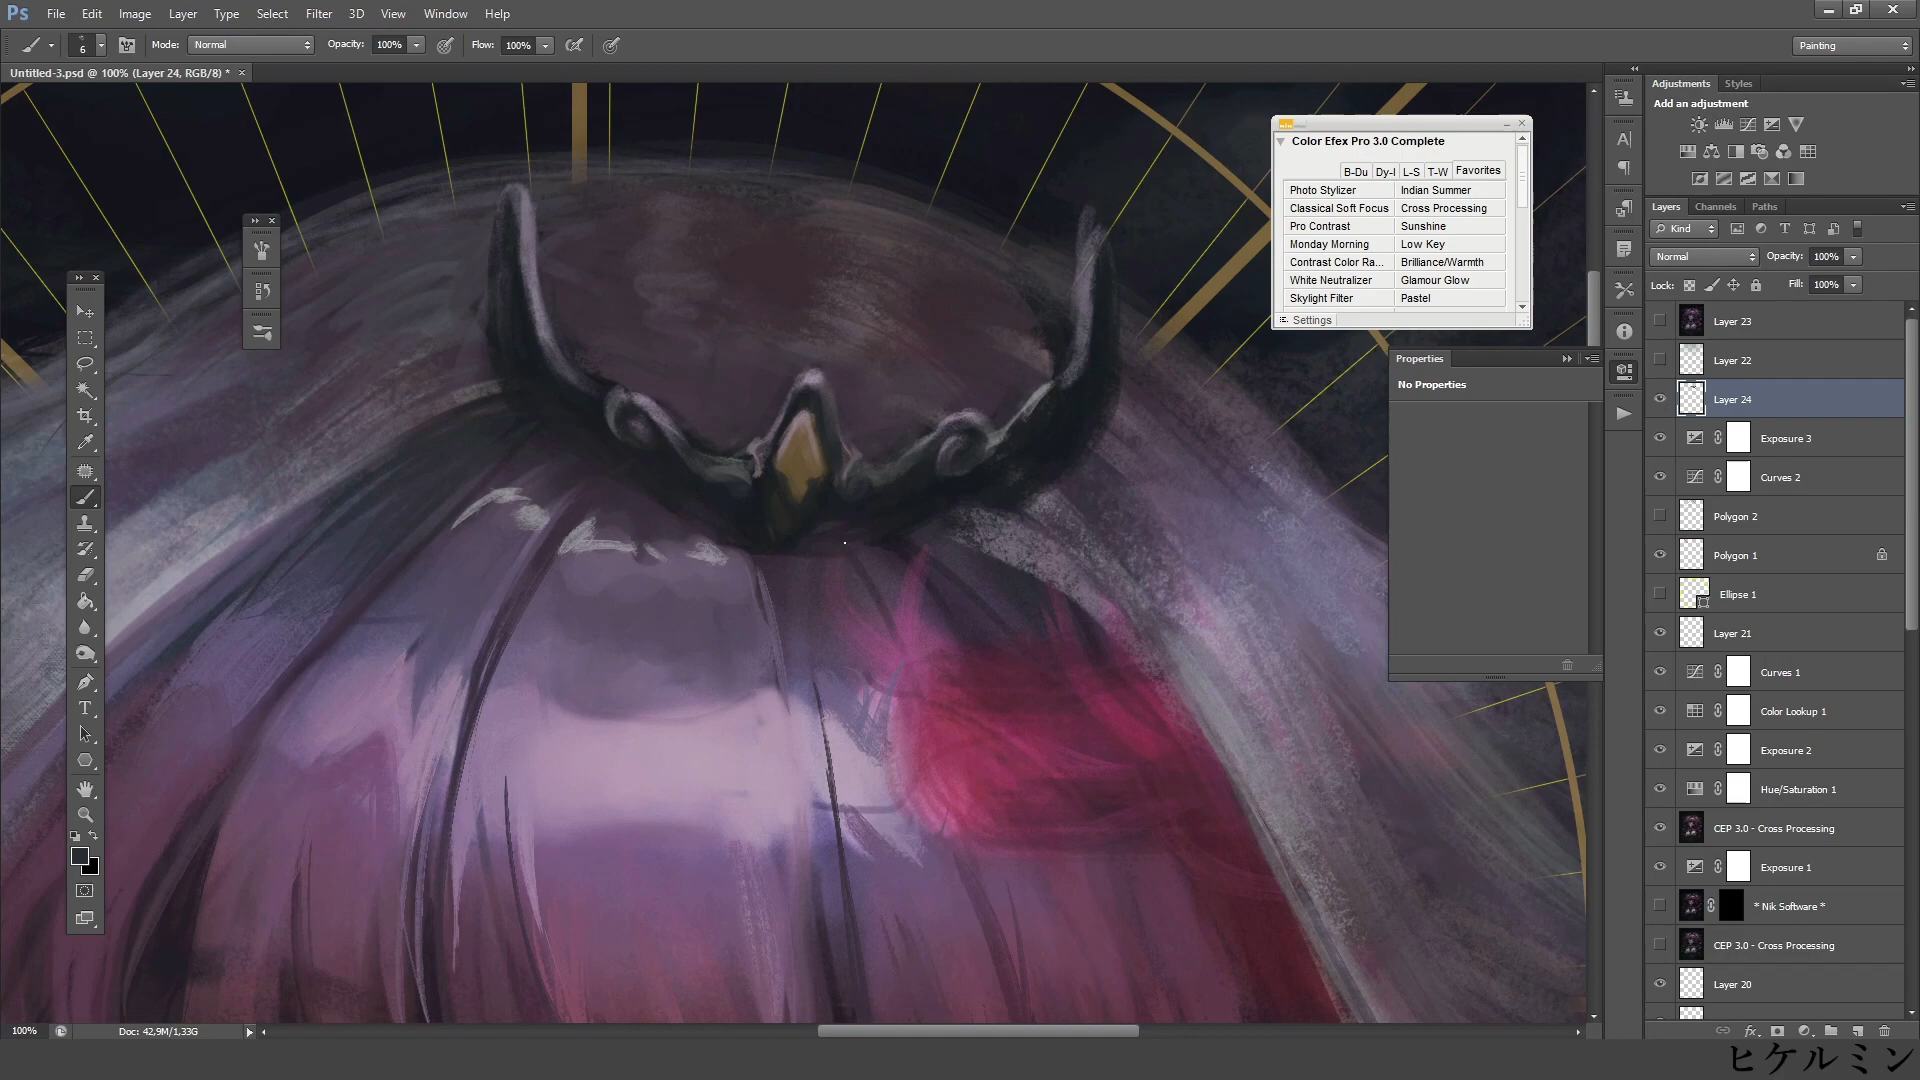 Ps File Edit Image Layer Type Select Filter 3D View Window Help
6 Mode: Normal Opacity: 100% Flow: 100% Painting
Untitled-3.psd @ 100% (Layer 24, RGB/8) *
Color Efex Pro 3.0 Complete
B-Du Dy-I L-S T-W Favorites
Photo Stylizer Indian Summer
Classical Soft Focus Cross Processing
Pro Contrast Sunshine
Monday Morning Low Key
Contrast Color Ra... Brilliance/Warmth
White Neutralizer Glamour Glow
Skylight Filter Pastel
Settings
Properties
No Properties
Adjustments Styles
Add an adjustment
Layers Channels Paths
Kind
Normal Opacity: 100%
Lock: Fill: 100%
Layer 23
Layer 22
Layer 24
Exposure 3
Curves 2
Polygon 2
Polygon 1
Ellipse 1
Layer 21
Curves 1
Color Lookup 1
Exposure 2
Hue/Saturation 1
CEP 3.0 - Cross Processing
Exposure 1
* Nik Software *
CEP 3.0 - Cross Processing
Layer 20
100% Doc: 42,9M/1,33G
ヒケルミン